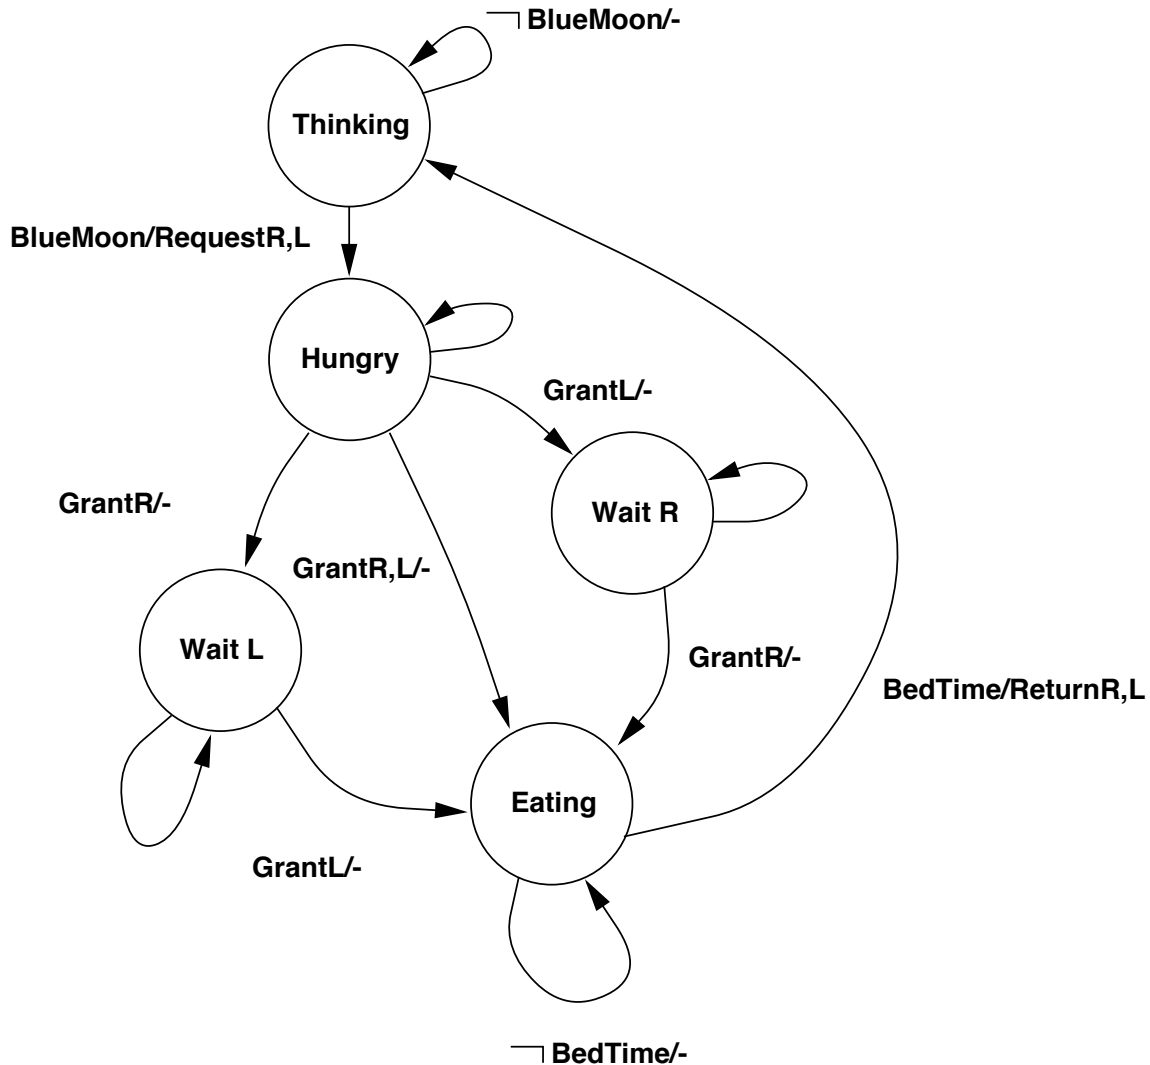 ¬ BlueMoon/-
Thinking
BlueMoon/RequestR,L
Hungry
GrantL/-
GrantR/-
Wait R
GrantR,L/-
Wait L
GrantR/-
BedTime/ReturnR,L
Eating
GrantL/-
¬ BedTime/-